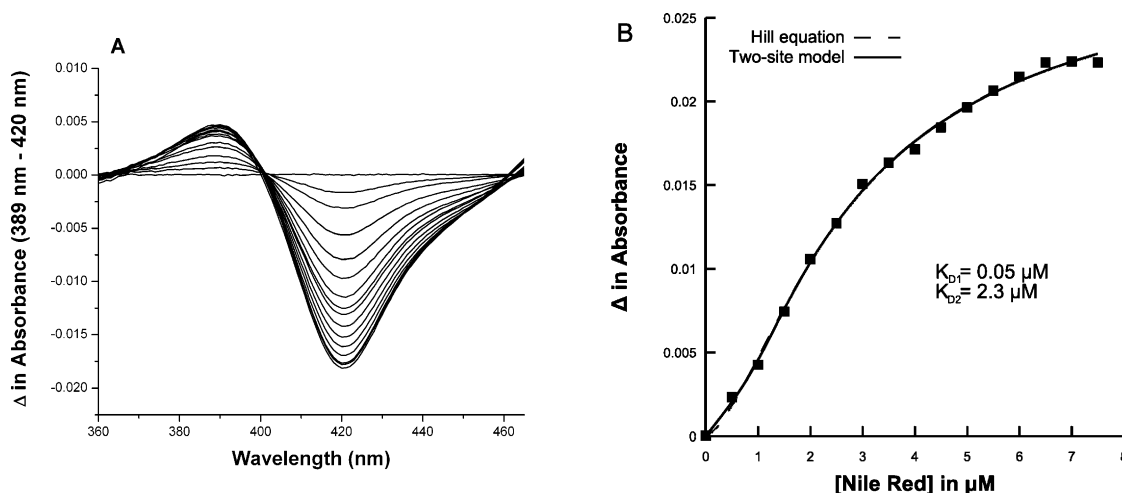 A
Δ in Absorbance (389 nm - 420 nm)
0.010
0.005
0.000
-0.005
-0.010
-0.015
-0.020
360
380
400
420
440
460
Wavelength (nm)
B
Δ in Absorbance
0.025
0.02
0.015
0.01
0.005
0
Hill equation
Two-site model
K_D1= 0.05 µM
K_D2= 2.3 µM
0
1
2
3
4
5
6
7
8
[Nile Red] in µM